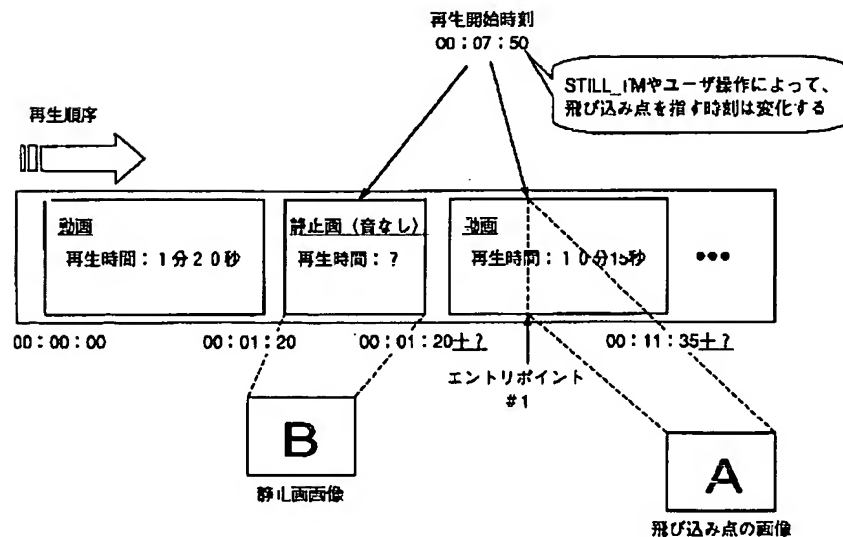 再生開始時刻
00：07：50
STILL_TMやユーザ操作によって、
飛び込み点を指す時刻は変化する
再生順序
動画
再生時間：１分２０秒
静止画（音なし）
再生時間：？
動画
再生時間：１０分15秒
●●●
00：00：00
00：01：20
00：01：20＋？
00：11：35＋？
エントリポイント
＃１
B
静止画画像
A
飛び込み点の画像